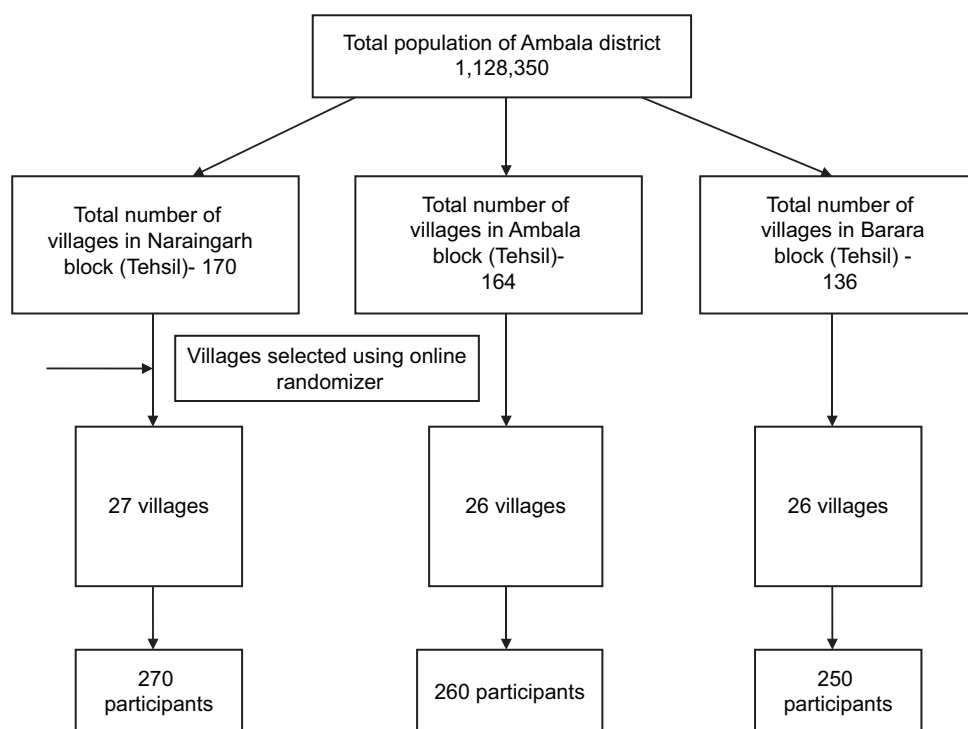 Total population of Ambala district
1,128,350
Total number of
villages in Naraingarh
block (Tehsil)- 170
Total number of
villages in Ambala
block (Tehsil)-
164
Total number of
villages in Barara
block (Tehsil) -
136
Villages selected using online
randomizer
27 villages
26 villages
26 villages
270
participants
260 participants
250
participants